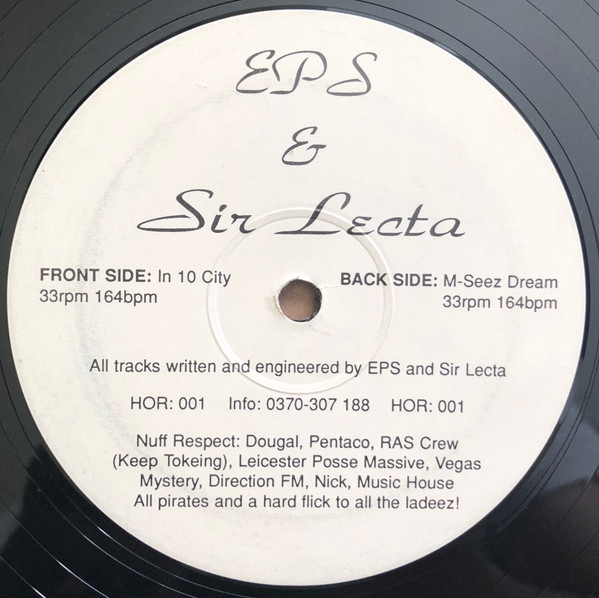 EPS
&
Sir Lecta
FRONT SIDE: In 10 City
33rpm 164bpm
BACK SIDE: M-Seez Dream
33rpm 164bpm
All tracks written and engineered by EPS and Sir Lecta
HOR: 001 Info: 0370-307 188 HOR: 001
Nuff Respect: Dougal, Pentaco, RAS Crew
(Keep Tokeing), Leicester Posse Massive, Vegas
Mystery, Direction FM, Nick, Music House
All pirates and a hard flick to all the ladeez!